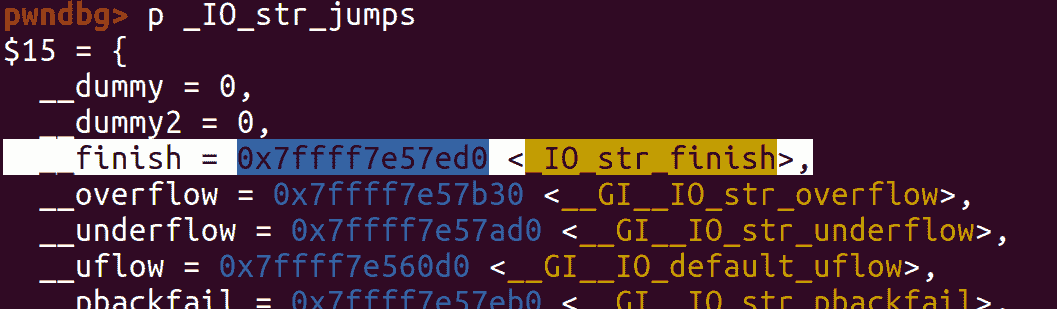 pwndbg> p _IO_str_jumps
$15 = {
  __dummy = 0,
  __dummy2 = 0,
  __finish = 0x7ffff7e57ed0 <_IO_str_finish>,
  __overflow = 0x7ffff7e57b30 <__GI__IO_str_overflow>,
  __underflow = 0x7ffff7e57ad0 <__GI__IO_str_underflow>,
  __uflow = 0x7ffff7e560d0 <__GI__IO_default_uflow>,
  __pbackfail = 0x7ffff7e57eb0 <__GI__IO_str_pbackfail>,